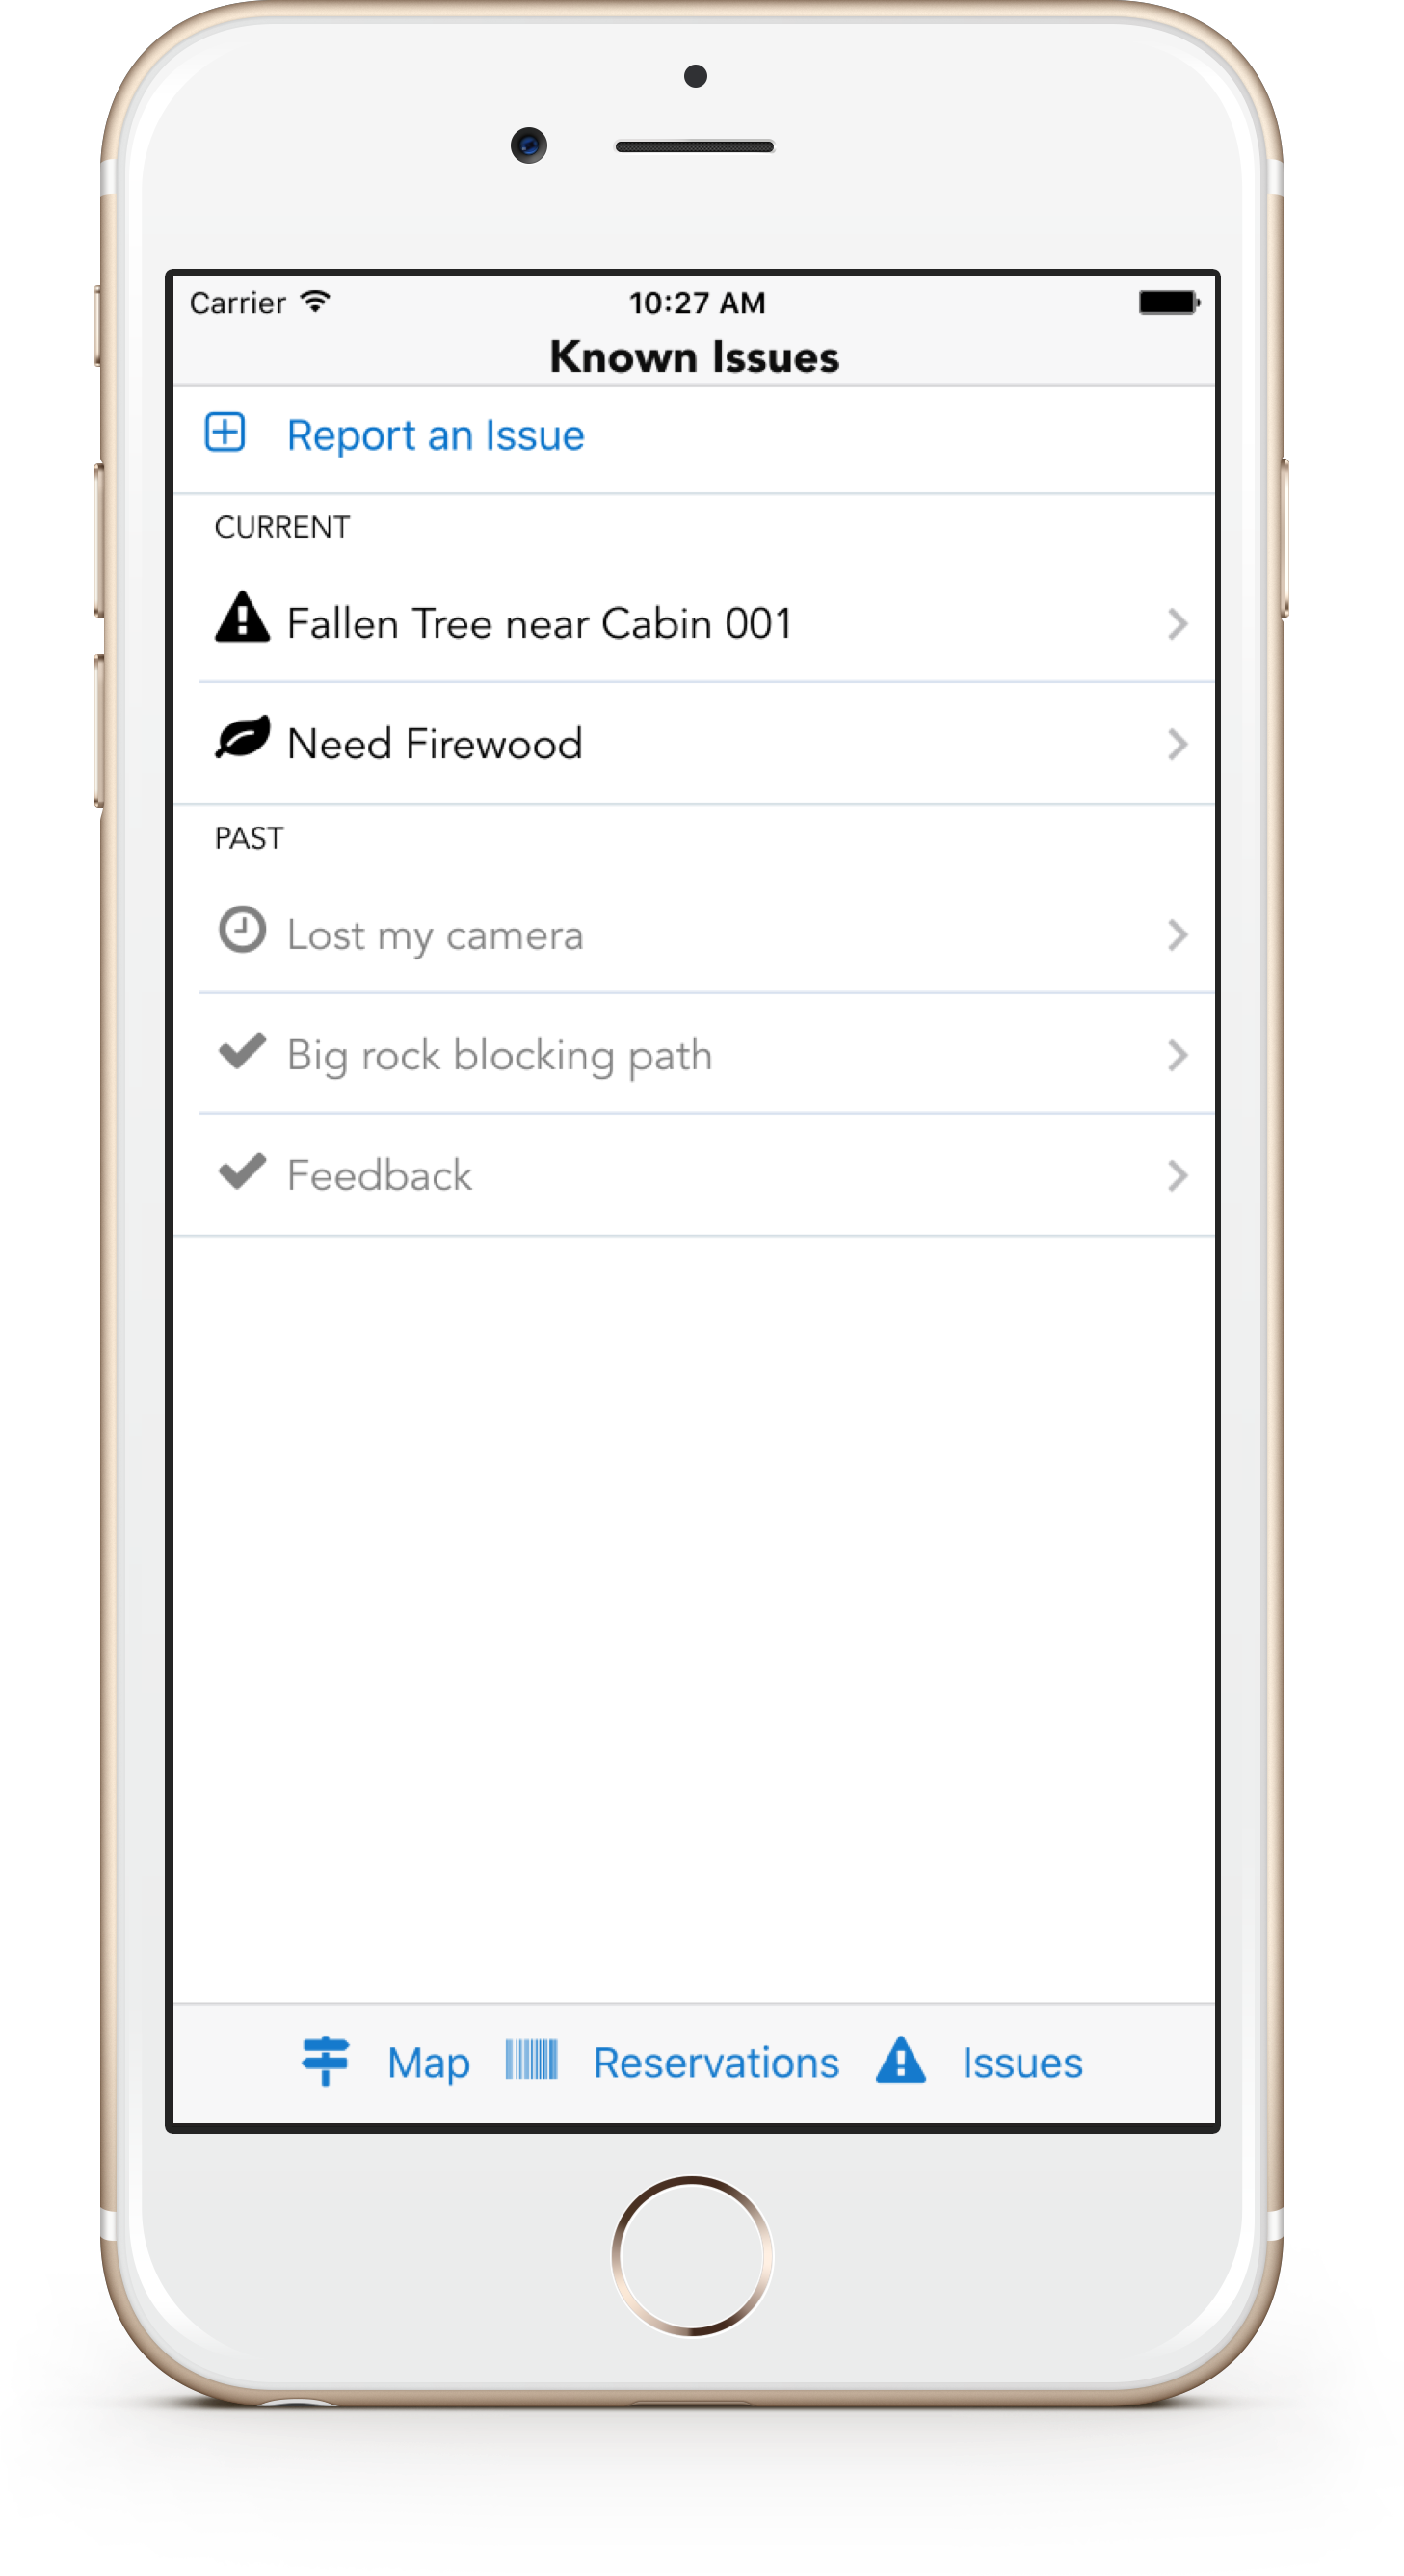 Carrier 10:27 AM
Known Issues
Report an Issue
CURRENT
Fallen Tree near Cabin 001
Need Firewood
PAST
Lost my camera
Big rock blocking path
Feedback
Map Reservations Issues